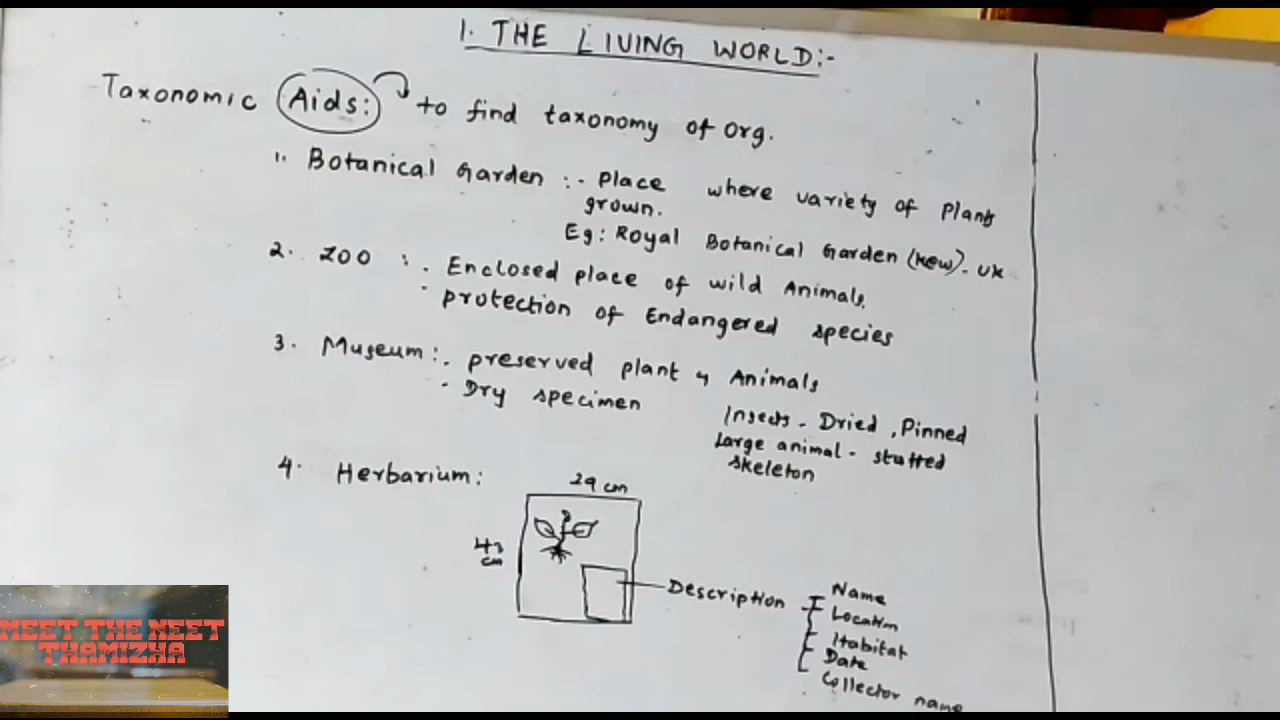 1. THE LIVING WORLD:-
Taxonomic Aids: to find taxonomy of org.
1. Botanical Garden :- Place where variety of Plants
grown.
Eg: Royal Botanical Garden (Kew) - UK
2. ZOO : . Enclosed place of wild Animals.
. protection of Endangered species
3. Museum : . preserved plant & Animals
. Dry specimen
Insects - Dried, Pinned
Large animal - stuffed
skeleton
4. Herbarium :
29 cm
43
cm
Description
Name
Location
Habitat
Date
Collector name
MEET THE NEET
THAMIZHA